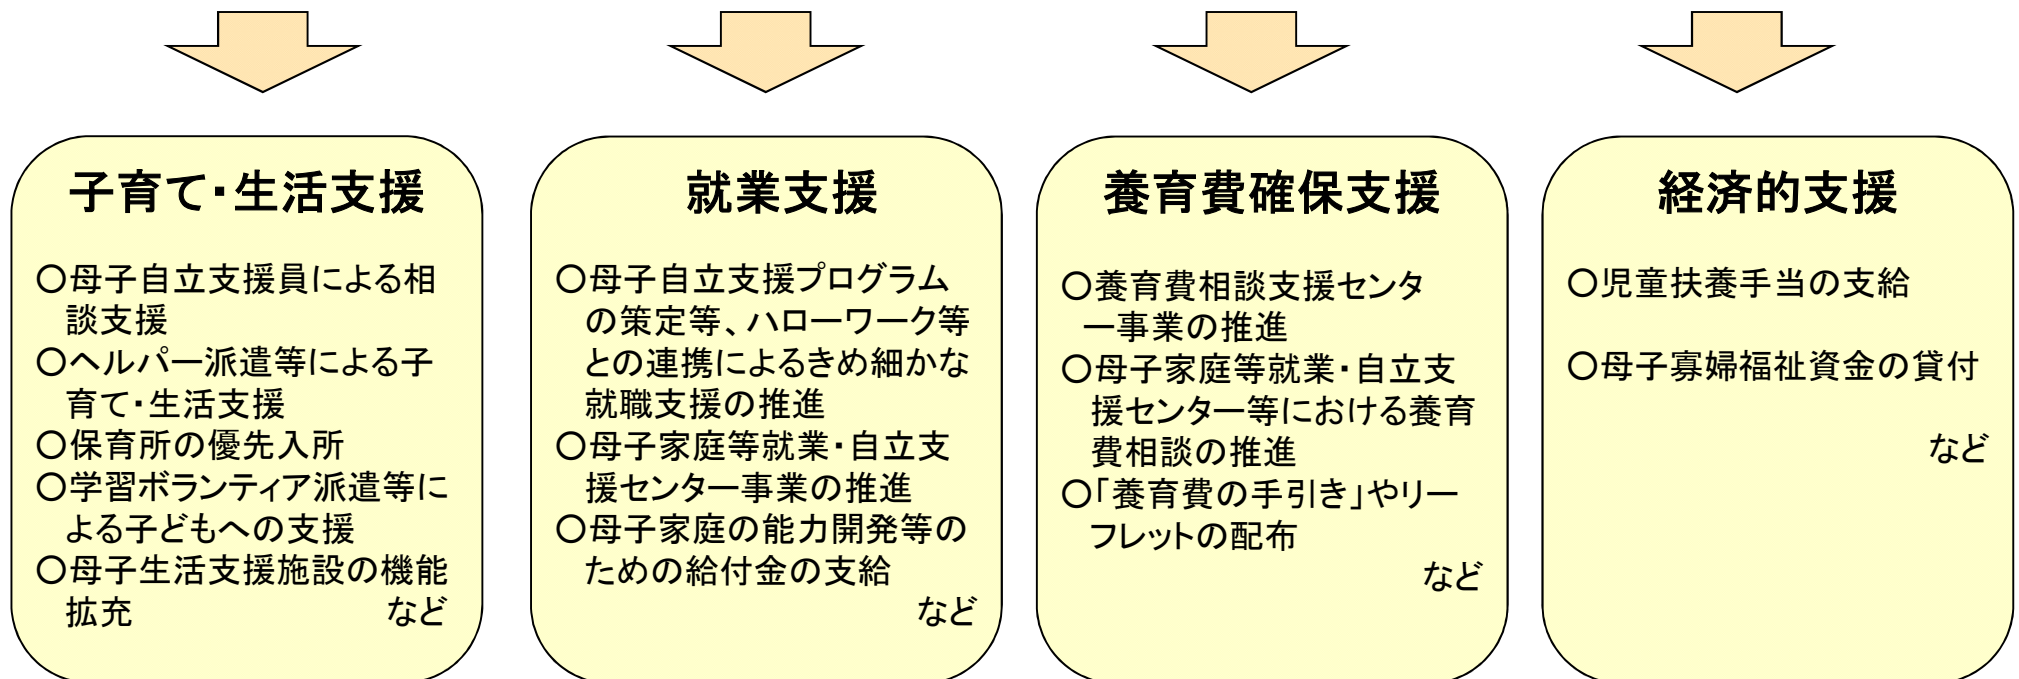 子育て・生活支援
○母子自立支援員による相
談支援
○ヘルパー派遣等による子
育て・生活支援
○保育所の優先入所
○学習ボランティア派遣等に
よる子どもへの支援
○母子生活支援施設の機能
拡充 など
就業支援
○母子自立支援プログラム
の策定等、ハローワーク等
との連携によるきめ細かな
就職支援の推進
○母子家庭等就業・自立支
援センター事業の推進
○母子家庭の能力開発等の
ための給付金の支給
など
養育費確保支援
○養育費相談支援センタ
ー事業の推進
○母子家庭等就業・自立支
援センター等における養育
費相談の推進
○「養育費の手引き」やリー
フレットの配布
など
経済的支援
○児童扶養手当の支給
○母子寡婦福祉資金の貸付
など